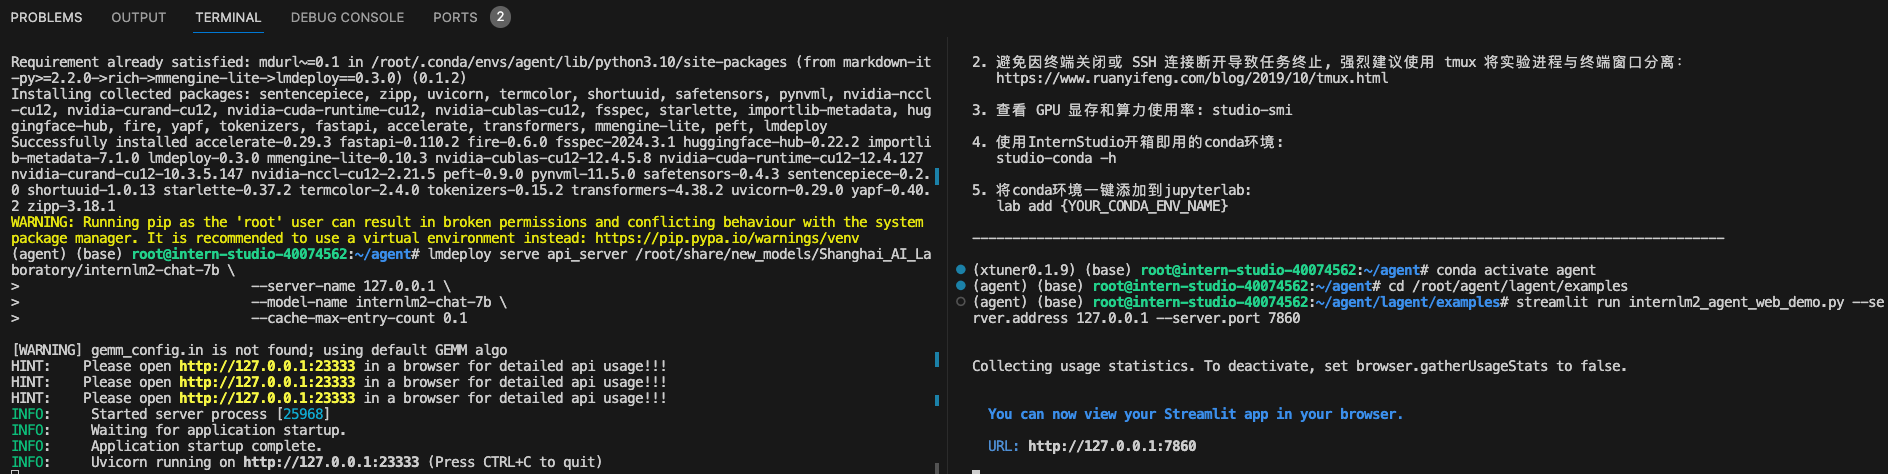 PROBLEMS OUTPUT TERMINAL DEBUG CONSOLE PORTS 2
Requirement already satisfied: mdurl~=0.1 in /root/.conda/envs/agent/lib/python3.10/site-packages (from markdown-it
-py>=2.2.0->rich->mmengine-lite->lmdeploy==0.3.0) (0.1.2)
Installing collected packages: sentencepiece, zipp, uvicorn, termcolor, shortuuid, safetensors, pynvml, nvidia-nccl
-cu12, nvidia-curand-cu12, nvidia-cuda-runtime-cu12, nvidia-cublas-cu12, fsspec, starlette, importlib-metadata, hug
gingface-hub, fire, yapf, tokenizers, fastapi, accelerate, transformers, mmengine-lite, peft, lmdeploy
Successfully installed accelerate-0.29.3 fastapi-0.110.2 fire-0.6.0 fsspec-2024.3.1 huggingface-hub-0.22.2 importli
b-metadata-7.1.0 lmdeploy-0.3.0 mmengine-lite-0.10.3 nvidia-cublas-cu12-12.4.5.8 nvidia-cuda-runtime-cu12-12.4.127
nvidia-curand-cu12-10.3.5.147 nvidia-nccl-cu12-2.21.5 peft-0.9.0 pynvml-11.5.0 safetensors-0.4.3 sentencepiece-0.2.
0 shortuuid-1.0.13 starlette-0.37.2 termcolor-2.4.0 tokenizers-0.15.2 transformers-4.38.2 uvicorn-0.29.0 yapf-0.40.
2 zipp-3.18.1
WARNING: Running pip as the 'root' user can result in broken permissions and conflicting behaviour with the system
package manager. It is recommended to use a virtual environment instead: https://pip.pypa.io/warnings/venv
(agent) (base) root@intern-studio-40074562:~/agent# lmdeploy serve api_server /root/share/new_models/Shanghai_AI_La
boratory/internlm2-chat-7b \
> --server-name 127.0.0.1 \
> --model-name internlm2-chat-7b \
> --cache-max-entry-count 0.1
[WARNING] gemm_config.in is not found; using default GEMM algo
HINT: Please open http://127.0.0.1:23333 in a browser for detailed api usage!!!
HINT: Please open http://127.0.0.1:23333 in a browser for detailed api usage!!!
HINT: Please open http://127.0.0.1:23333 in a browser for detailed api usage!!!
INFO: Started server process [25968]
INFO: Waiting for application startup.
INFO: Application startup complete.
INFO: Uvicorn running on http://127.0.0.1:23333 (Press CTRL+C to quit)
2. 避免因终端关闭或 SSH 连接断开导致任务终止, 强烈建议使用 tmux 将实验进程与终端窗口分离:
https://www.ruanyifeng.com/blog/2019/10/tmux.html
3. 查看 GPU 显存和算力使用率: studio-smi
4. 使用InternStudio开箱即用的conda环境:
studio-conda -h
5. 将conda环境一键添加到jupyterlab:
lab add {YOUR_CONDA_ENV_NAME}
----------------------------------------------------------------------------------------------
(xtuner0.1.9) (base) root@intern-studio-40074562:~/agent# conda activate agent
(agent) (base) root@intern-studio-40074562:~/agent# cd /root/agent/lagent/examples
(agent) (base) root@intern-studio-40074562:~/agent/lagent/examples# streamlit run internlm2_agent_web_demo.py --se
rver.address 127.0.0.1 --server.port 7860
Collecting usage statistics. To deactivate, set browser.gatherUsageStats to false.
You can now view your Streamlit app in your browser.
URL: http://127.0.0.1:7860